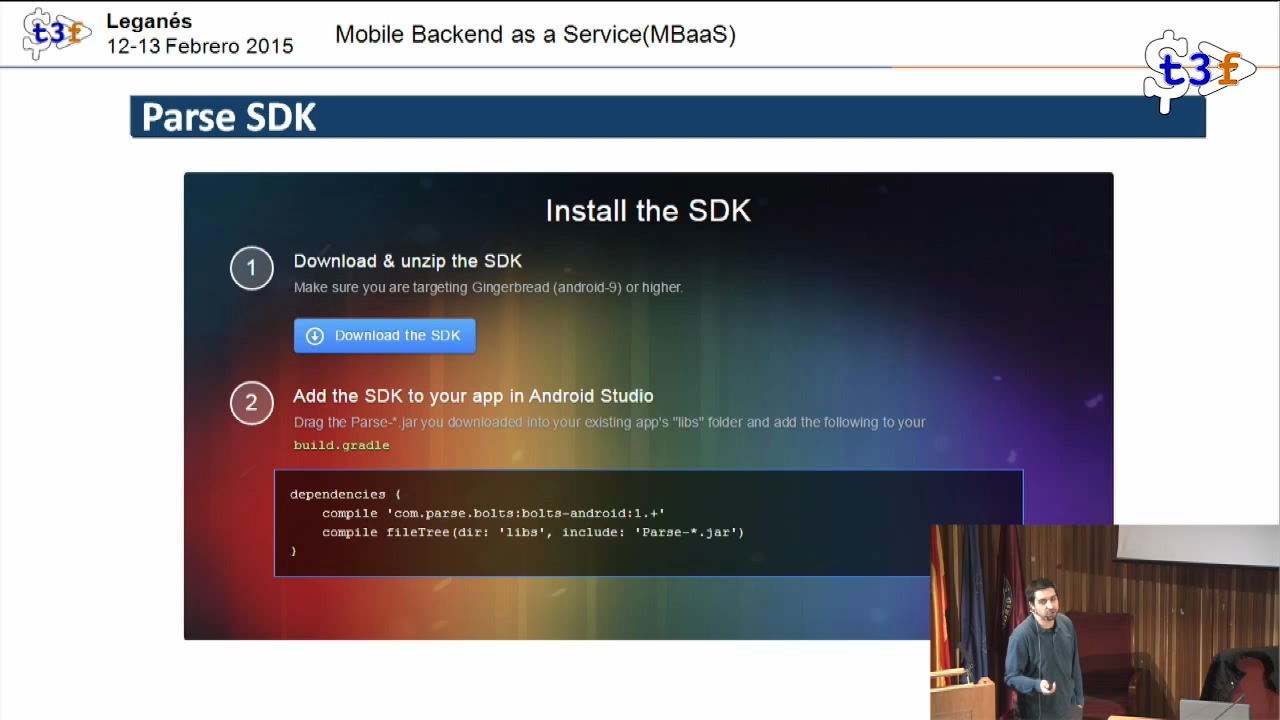 t3f
Leganés
12-13 Febrero 2015
Mobile Backend as a Service(MBaaS)
t3f
Parse SDK
Install the SDK
1
Download & unzip the SDK
Make sure you are targeting Gingerbread (android-9) or higher.
Download the SDK
2
Add the SDK to your app in Android Studio
Drag the Parse-*.jar you downloaded into your existing app's "libs" folder and add the following to your
build.gradle
dependencies {
compile 'com.parse.bolts:bolts-android:1.+'
compile fileTree(dir: 'libs', include: 'Parse-*.jar')
}